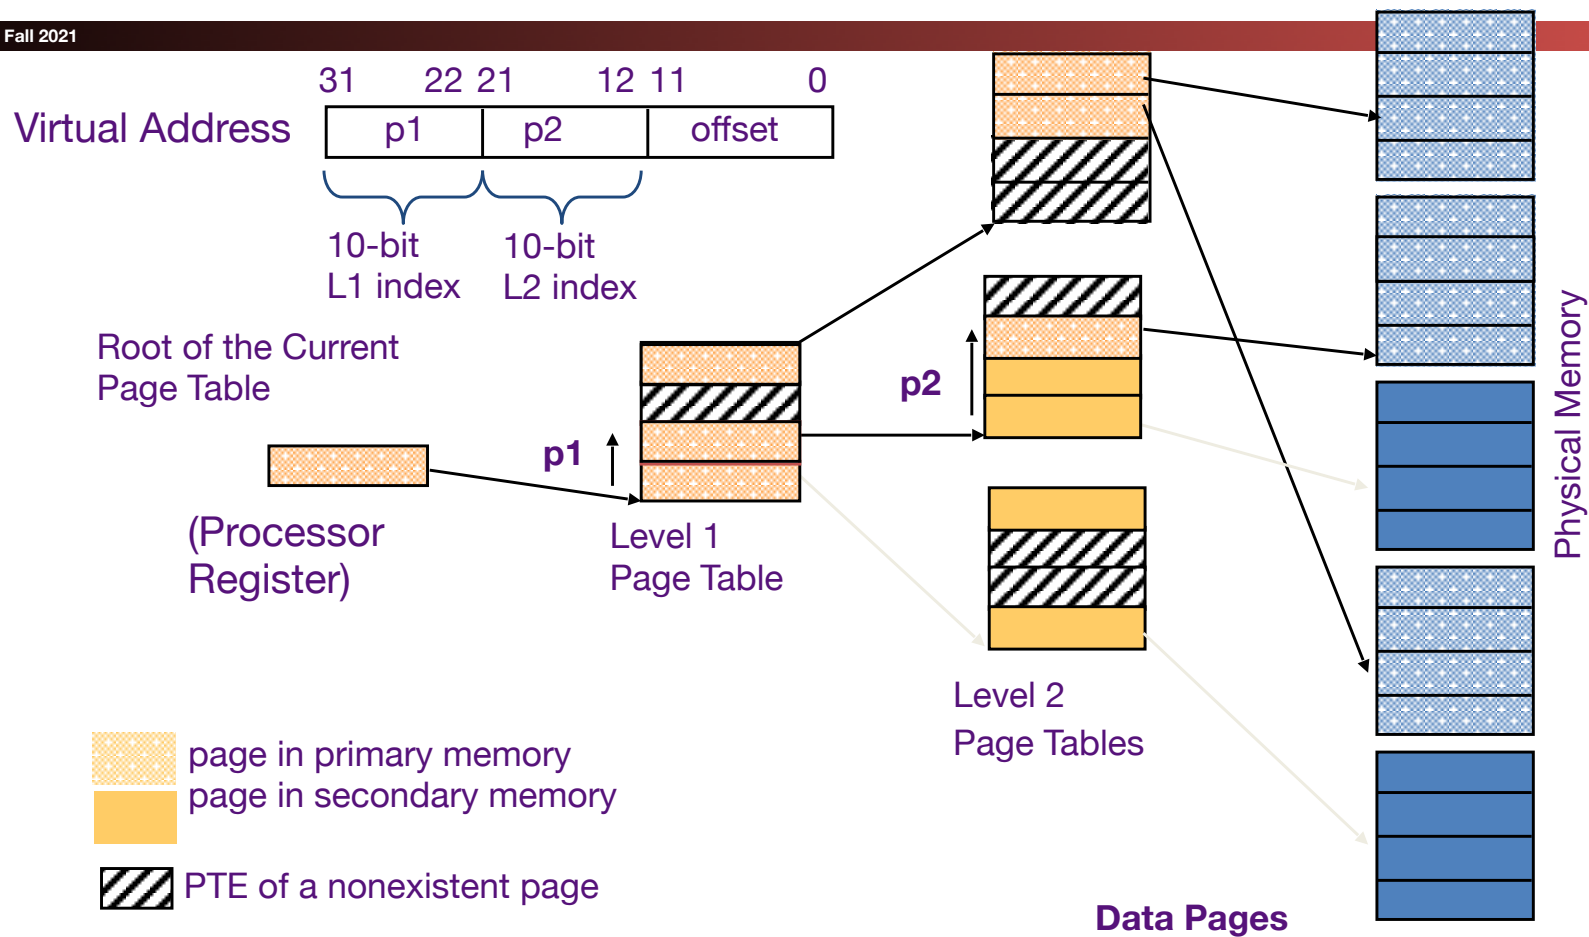 Fall 2021
31 22 21 12 11 0
Virtual Address p1 p2 offset
10-bit
L1 index
10-bit
L2 index
Root of the Current
Page Table
p1
p2
(Processor
Register)
Level 1
Page Table
Level 2
Page Tables
Physical Memory
page in primary memory
page in secondary memory
PTE of a nonexistent page
Data Pages